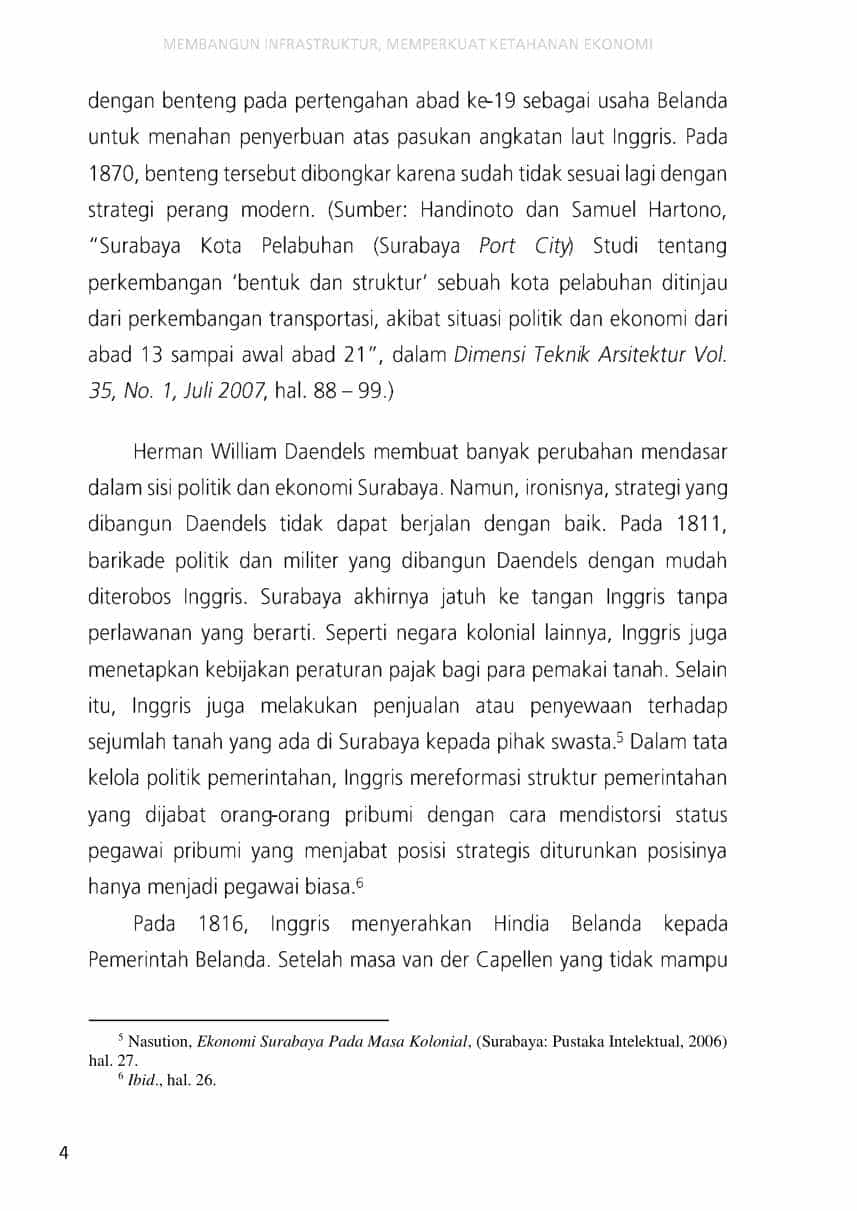 MEMBANGUN INFRASTRUKTUR, MEMPERKUAT KETAHANAN EKONOMI
dengan benteng pada pertengahan abad ke-19 sebagai usaha Belanda
untuk menahan penyerbuan atas pasukan angkatan laut Inggris. Pada
1870, benteng tersebut dibongkar karena sudah tidak sesuai lagi dengan
strategi perang modern. (Sumber: Handinoto dan Samuel Hartono,
“Surabaya Kota Pelabuhan (Surabaya Port City) Studi tentang
perkembangan ‘bentuk dan struktur’ sebuah kota pelabuhan ditinjau
dari perkembangan transportasi, akibat situasi politik dan ekonomi dari
abad 13 sampai awal abad 21”, dalam Dimensi Teknik Arsitektur Vol.
35, No. 1, Juli 2007, hal. 88 – 99.)
Herman William Daendels membuat banyak perubahan mendasar
dalam sisi politik dan ekonomi Surabaya. Namun, ironisnya, strategi yang
dibangun Daendels tidak dapat berjalan dengan baik. Pada 1811,
barikade politik dan militer yang dibangun Daendels dengan mudah
diterobos Inggris. Surabaya akhirnya jatuh ke tangan Inggris tanpa
perlawanan yang berarti. Seperti negara kolonial lainnya, Inggris juga
menetapkan kebijakan peraturan pajak bagi para pemakai tanah. Selain
itu, Inggris juga melakukan penjualan atau penyewaan terhadap
sejumlah tanah yang ada di Surabaya kepada pihak swasta.5 Dalam tata
kelola politik pemerintahan, Inggris mereformasi struktur pemerintahan
yang dijabat orang-orang pribumi dengan cara mendistorsi status
pegawai pribumi yang menjabat posisi strategis diturunkan posisinya
hanya menjadi pegawai biasa.6
Pada 1816, Inggris menyerahkan Hindia Belanda kepada
Pemerintah Belanda. Setelah masa van der Capellen yang tidak mampu
5 Nasution, Ekonomi Surabaya Pada Masa Kolonial, (Surabaya: Pustaka Intelektual, 2006)
hal. 27.
6 Ibid., hal. 26.
4